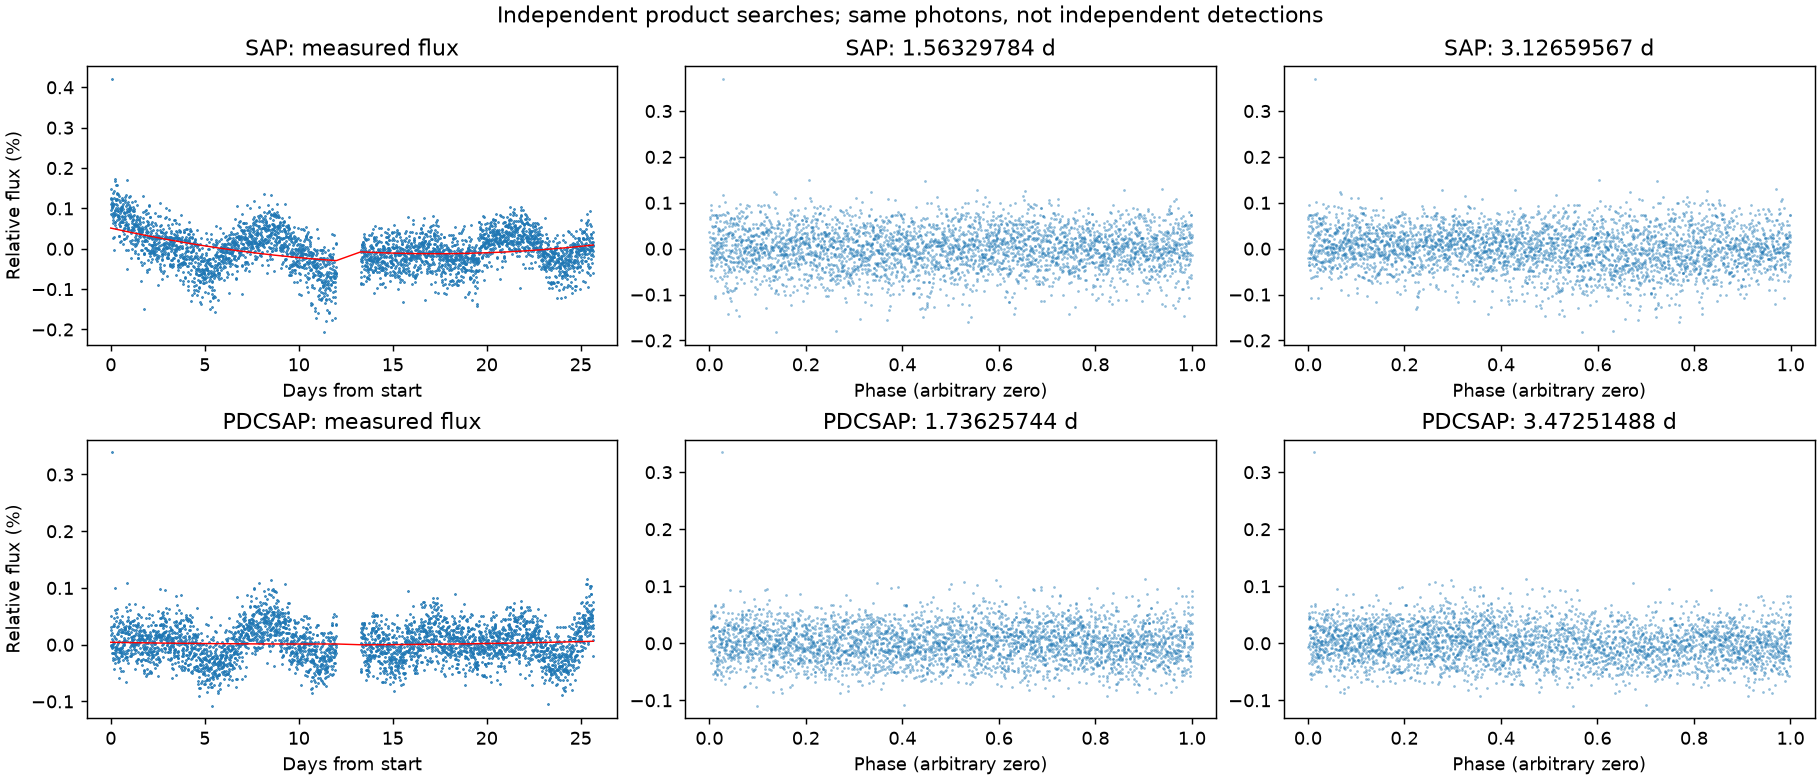 Independent product searches; same photons, not independent detections
SAP: measured flux
SAP: 1.56329784 d
SAP: 3.12659567 d
Relative flux (%)
0.4
0.3
0.2
0.1
0.0
−0.1
−0.2
0 5 10 15 20 25
Days from start
0.3
0.2
0.1
0.0
−0.1
−0.2
0.0 0.2 0.4 0.6 0.8 1.0
Phase (arbitrary zero)
0.3
0.2
0.1
0.0
−0.1
−0.2
0.0 0.2 0.4 0.6 0.8 1.0
Phase (arbitrary zero)
PDCSAP: measured flux
PDCSAP: 1.73625744 d
PDCSAP: 3.47251488 d
Relative flux (%)
0.3
0.2
0.1
0.0
−0.1
0 5 10 15 20 25
Days from start
0.3
0.2
0.1
0.0
−0.1
0.0 0.2 0.4 0.6 0.8 1.0
Phase (arbitrary zero)
0.3
0.2
0.1
0.0
−0.1
0.0 0.2 0.4 0.6 0.8 1.0
Phase (arbitrary zero)